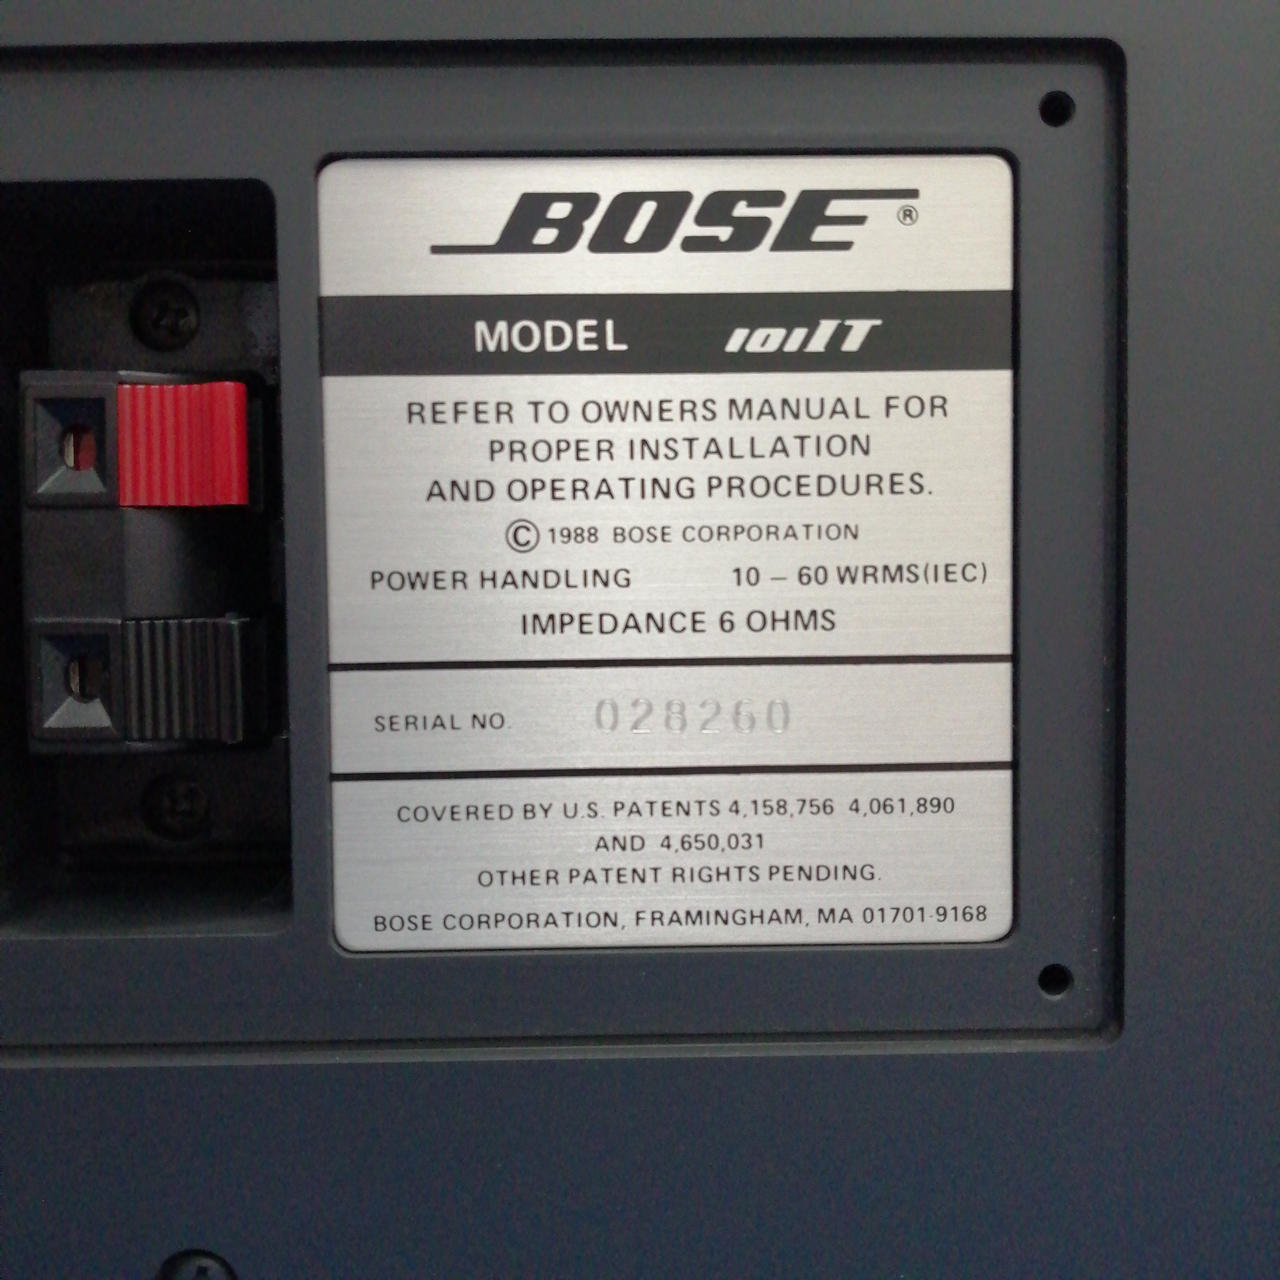 BOSE®
MODEL 101IT
REFER TO OWNERS MANUAL FOR
PROPER INSTALLATION
AND OPERATING PROCEDURES.
© 1988 BOSE CORPORATION
POWER HANDLING 10 – 60 WRMS(IEC)
IMPEDANCE 6 OHMS
SERIAL NO. 028260
COVERED BY U.S. PATENTS 4,158,756 4,061,890
AND 4,650,031
OTHER PATENT RIGHTS PENDING.
BOSE CORPORATION, FRAMINGHAM, MA 01701-9168